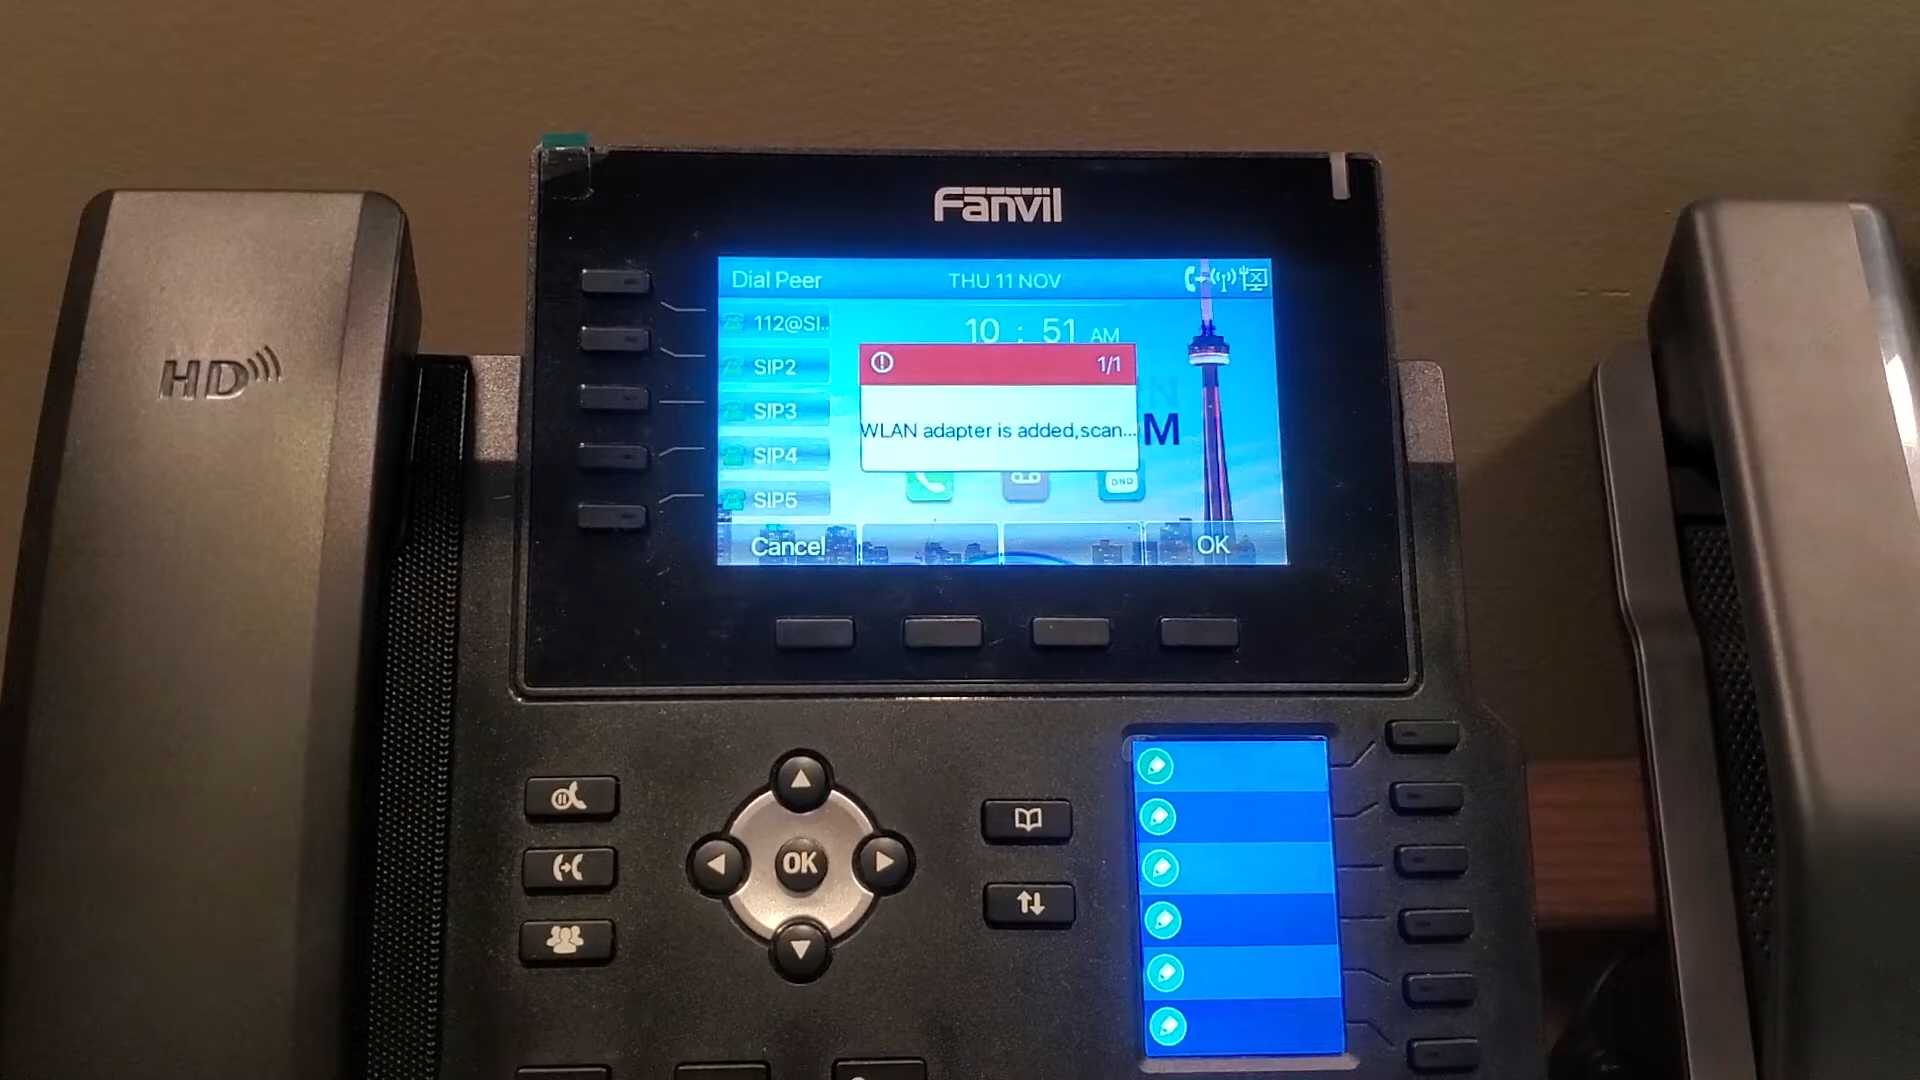 Fanvil
HD
Dial Peer THU 11 NOV
112@SI..
10 : 51 AM
SIP2
1/1
SIP3
WLAN adapter is added,scan...
M
SIP4
DND
SIP5
Cancel OK
OK